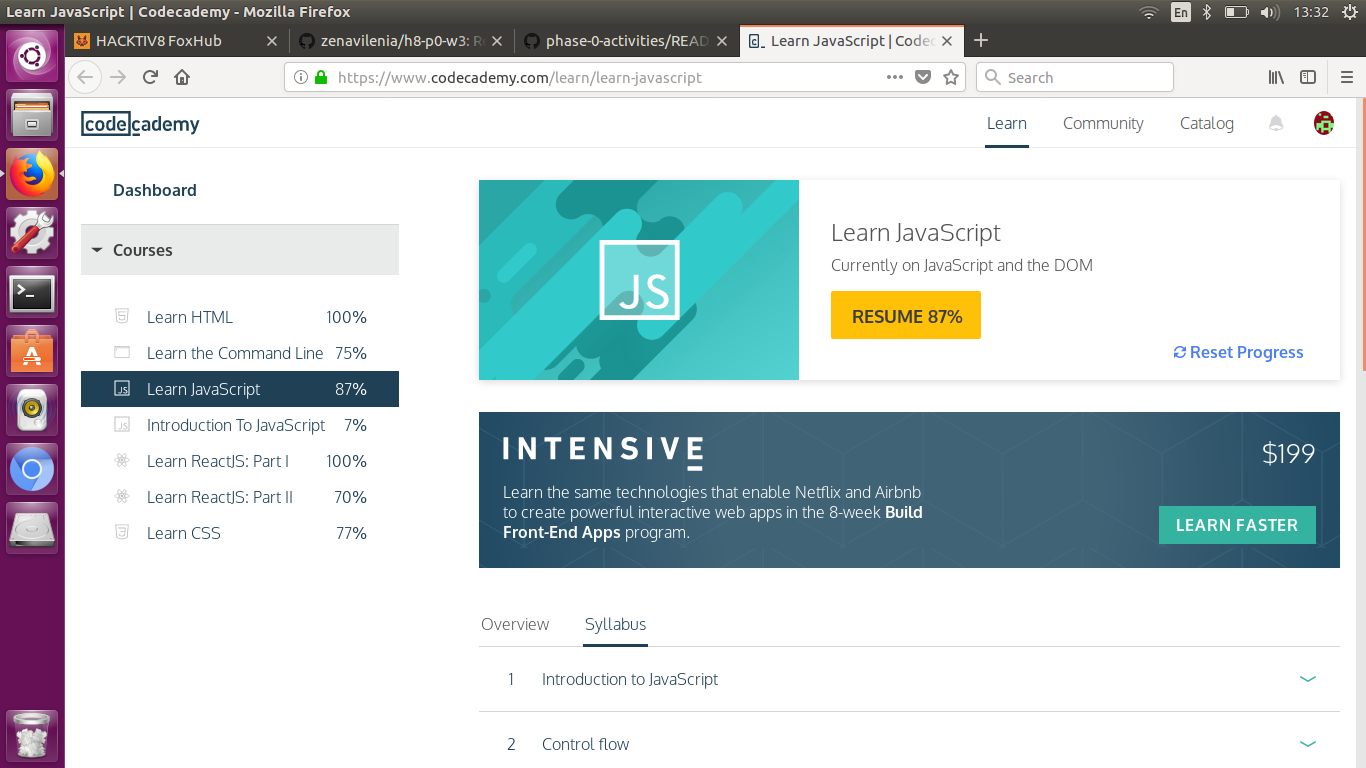 Learn JavaScript | Codecademy - Mozilla Firefox
En
13:32
HACKTIV8 FoxHub
zenavilenia/h8-p0-w3: R
phase-0-activities/READ
Learn JavaScript | Codec
https://www.codecademy.com/learn/learn-javascript
Search
codecademy
Learn
Community
Catalog
Dashboard
Courses
Learn HTML 100%
Learn the Command Line 75%
JS Learn JavaScript 87%
JS Introduction To JavaScript 7%
Learn ReactJS: Part I 100%
Learn ReactJS: Part II 70%
Learn CSS 77%
JS
Learn JavaScript
Currently on JavaScript and the DOM
RESUME 87%
Reset Progress
INTENSIVE
$199
Learn the same technologies that enable Netflix and Airbnb
to create powerful interactive web apps in the 8-week Build
Front-End Apps program.
LEARN FASTER
Overview
Syllabus
1 Introduction to JavaScript
2 Control flow